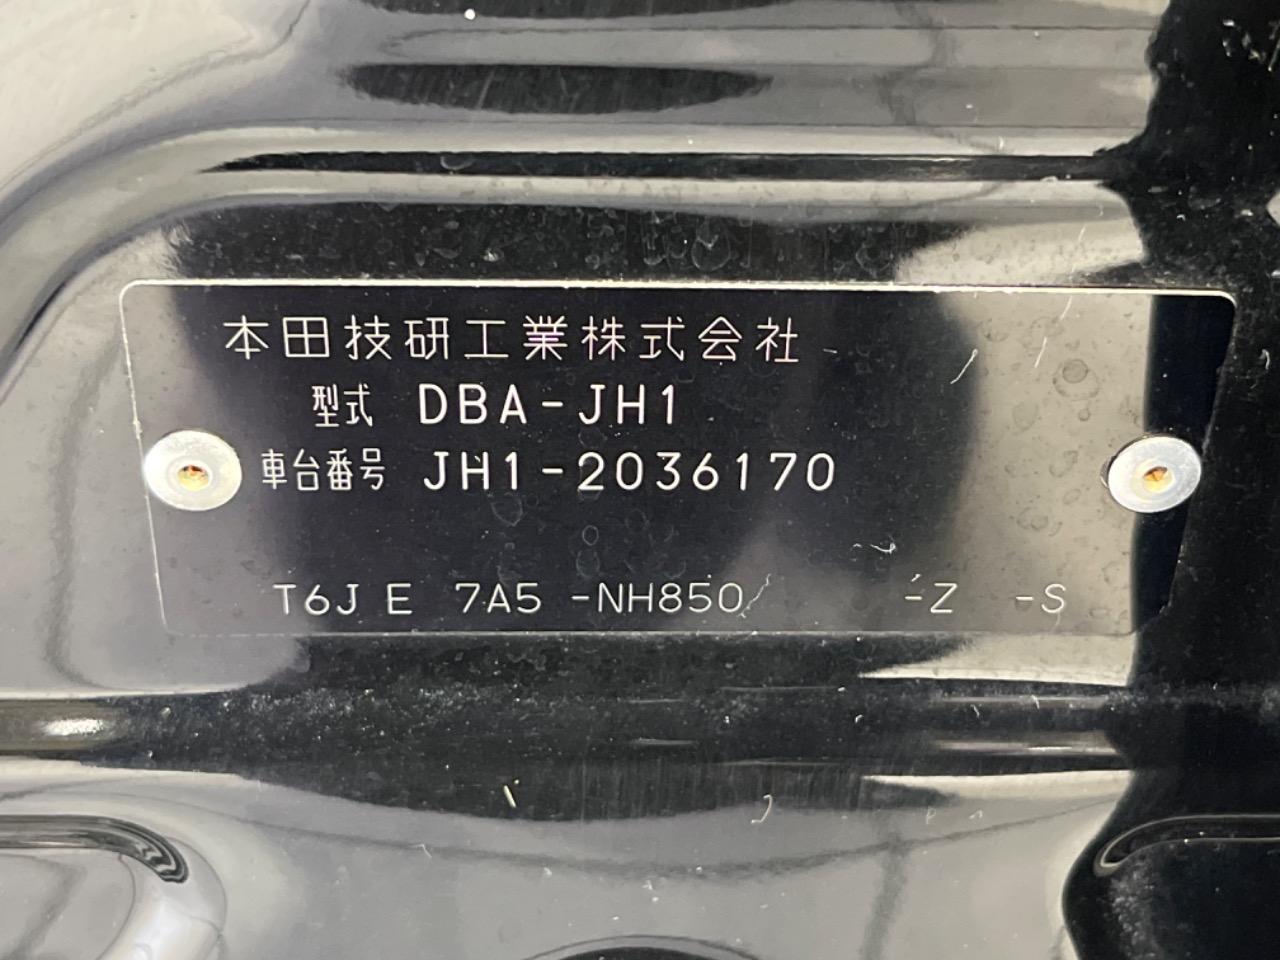 本田技研工業株式会社
型式 DBA-JH1
車台番号 JH1-2036170
T6J E 7A5 -NH850 -Z -S